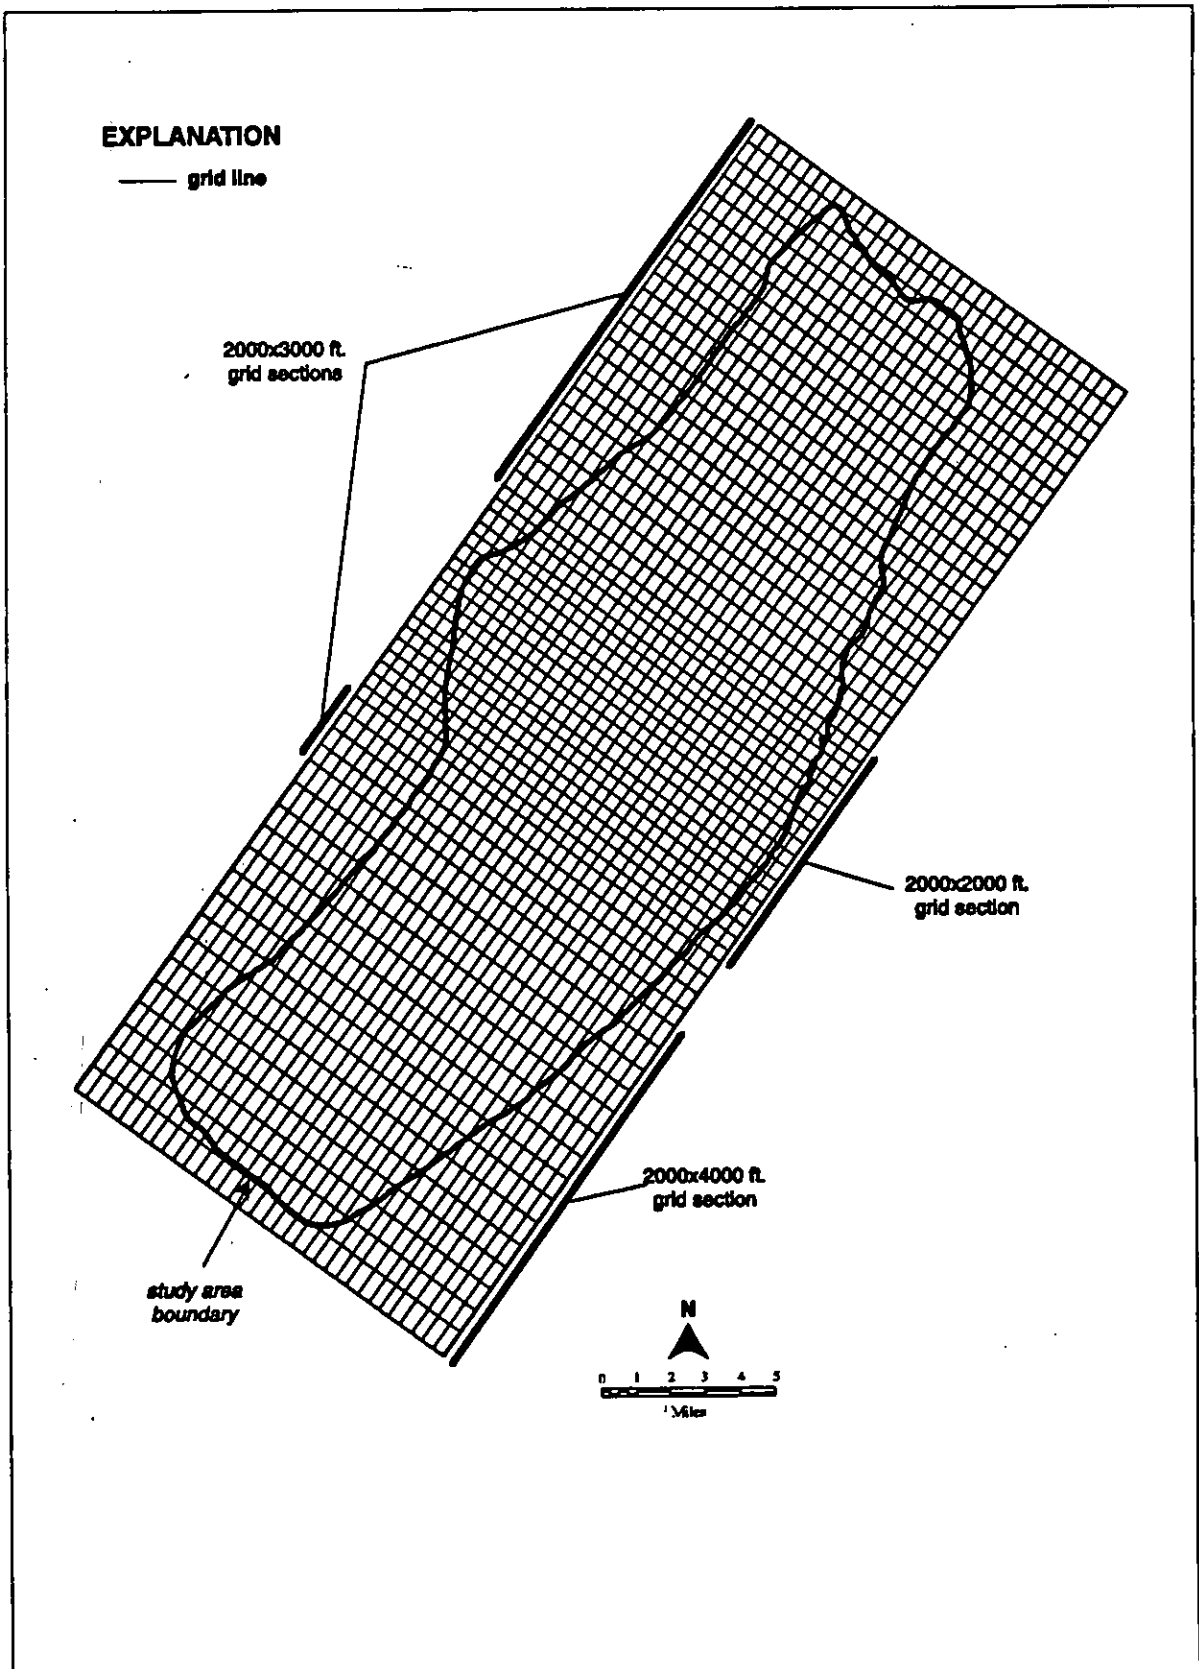 EXPLANATION
grid line
2000x3000 ft.
grid sections
2000x2000 ft.
grid section
2000x4000 ft.
grid section
study area
boundary
N
0 1 2 3 4 5
Miles